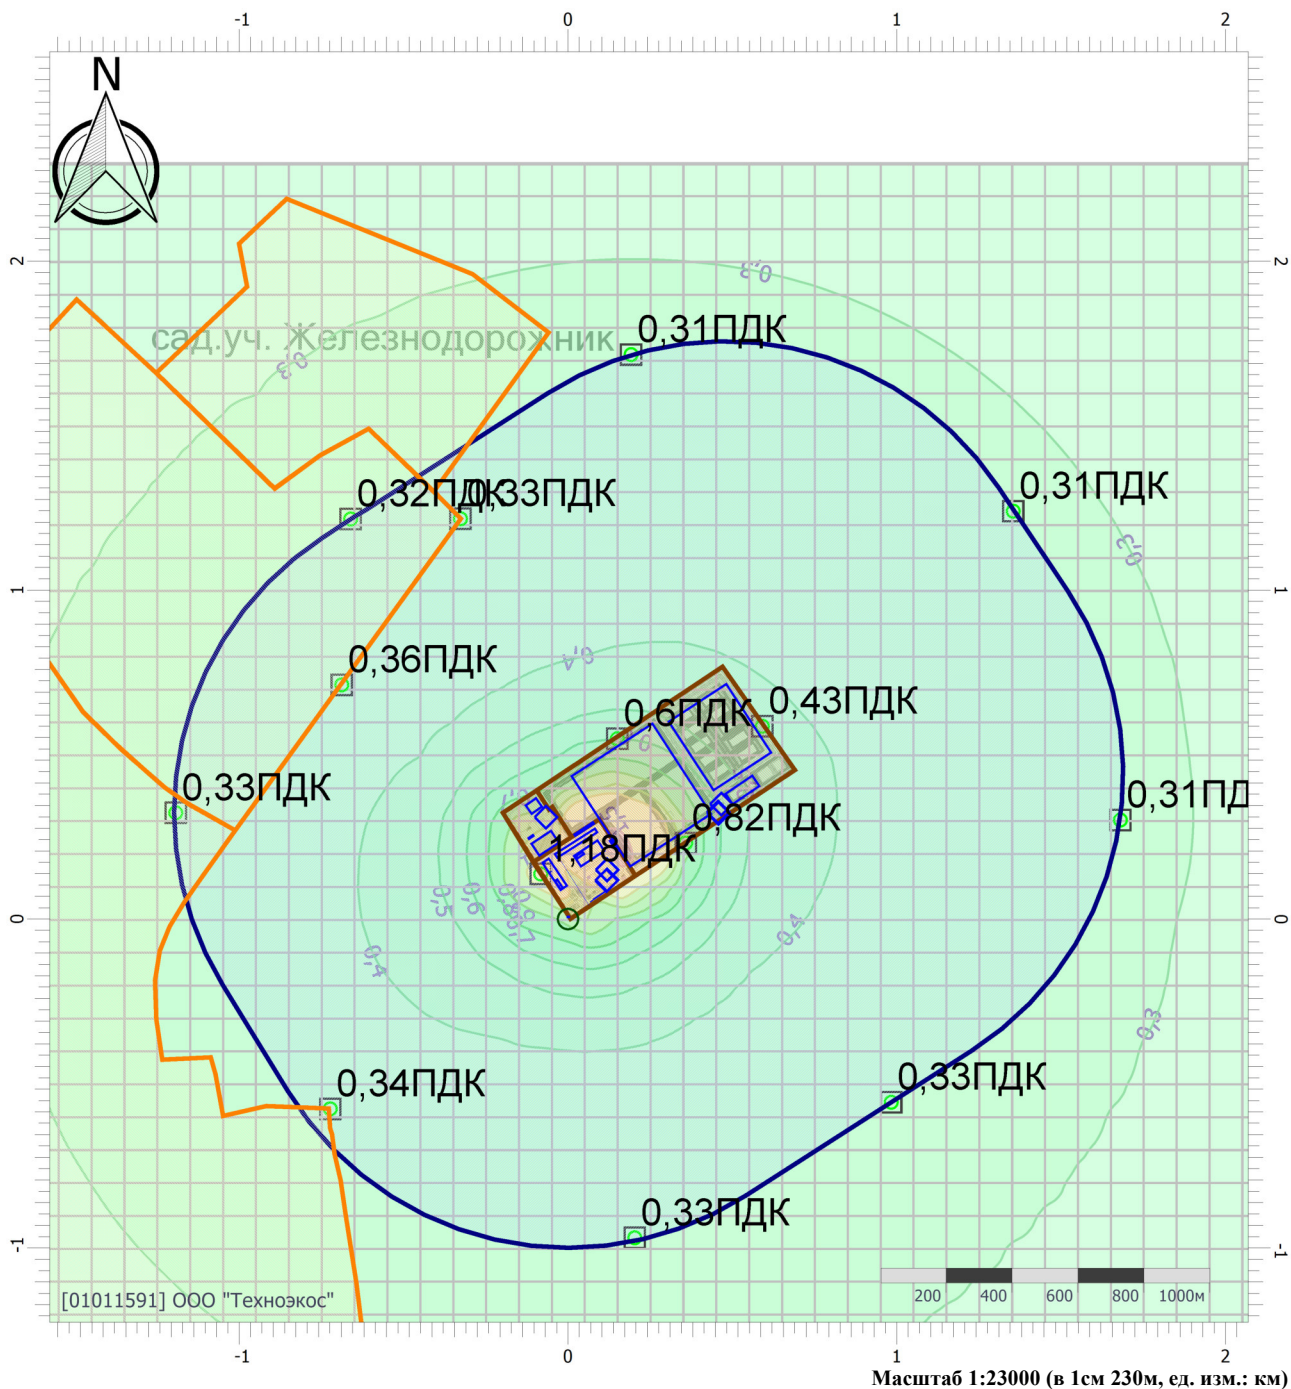 -1 0 1 2
N
2 2
0,3
0,31ПДК
сад.уч. Железнодорожник
0,3
0,32ПДК 0,33ПДК
0,31ПДК
0,3
1 1
0,4
0,36ПДК
0,6ПДК
0,43ПДК
0,33ПДК
0,82ПДК
0,31ПД
1,18ПДК
0,5 0,6
0 0
0,4 0,4
0,3
0,34ПДК
0,33ПДК
0,33ПДК
-1 -1
[01011591] ООО "Техноэкос"
200 400 600 800 1000м
-1 0 1 2
Масштаб 1:23000 (в 1см 230м, ед. изм.: км)